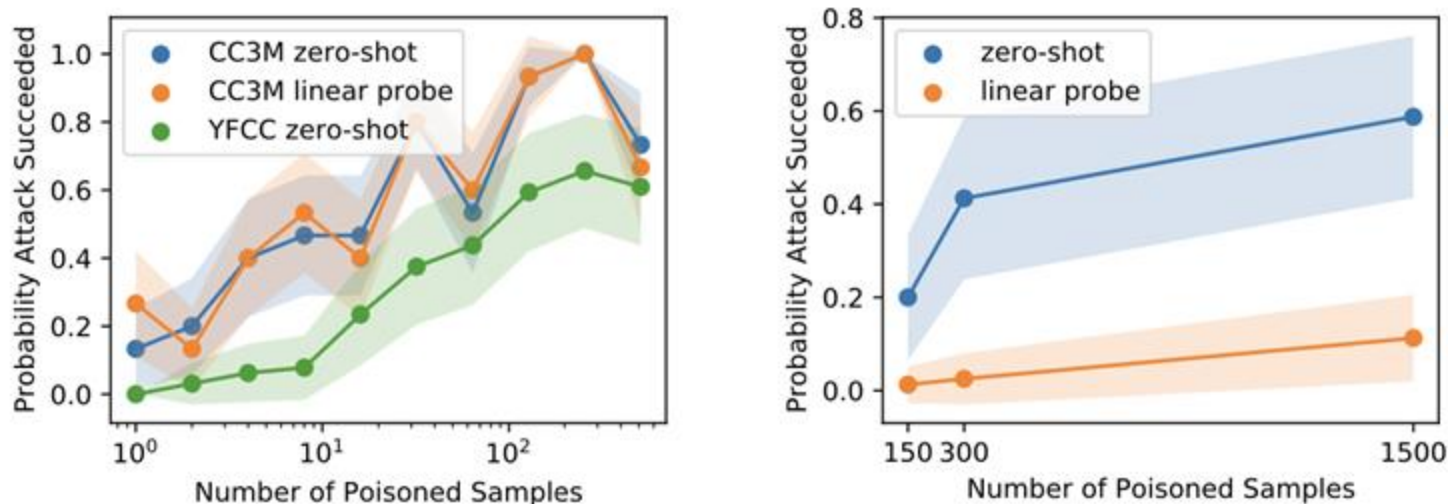 Probability Attack Succeeded
1.0
0.8
0.6
0.4
0.2
0.0
CC3M zero-shot
CC3M linear probe
YFCC zero-shot
10⁰
10¹
10²
Number of Poisoned Samples
Probability Attack Succeeded
0.8
0.6
0.4
0.2
0.0
zero-shot
linear probe
150 300
1500
Number of Poisoned Samples